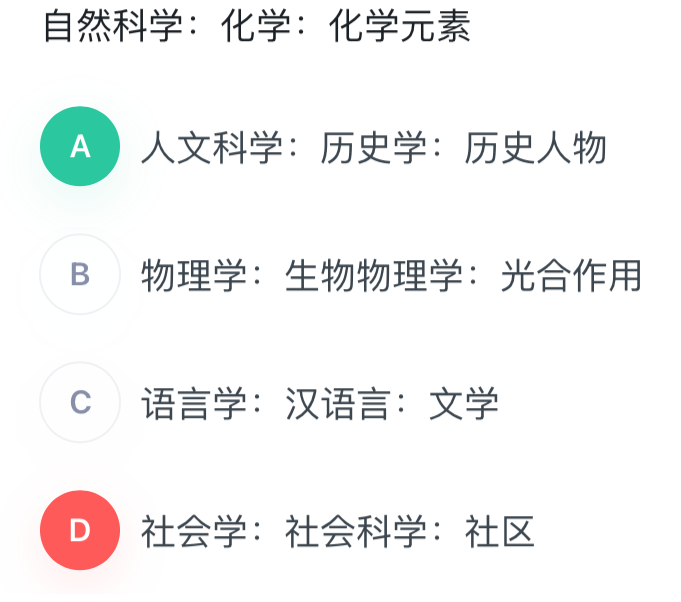 自然科学：化学：化学元素
A 人文科学：历史学：历史人物
B 物理学：生物物理学：光合作用
C 语言学：汉语言：文学
D 社会学：社会科学：社区